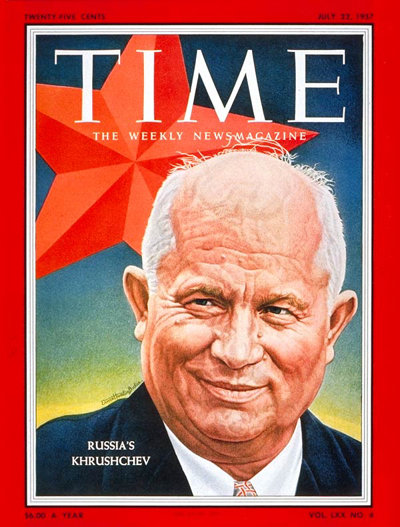 TWENTY-FIVE CENTS
JULY 22, 1957
TIME
THE WEEKLY NEWSMAGAZINE
RUSSIA'S
KHRUSHCHEV
$6.00 A YEAR
VOL. LXX NO. 4